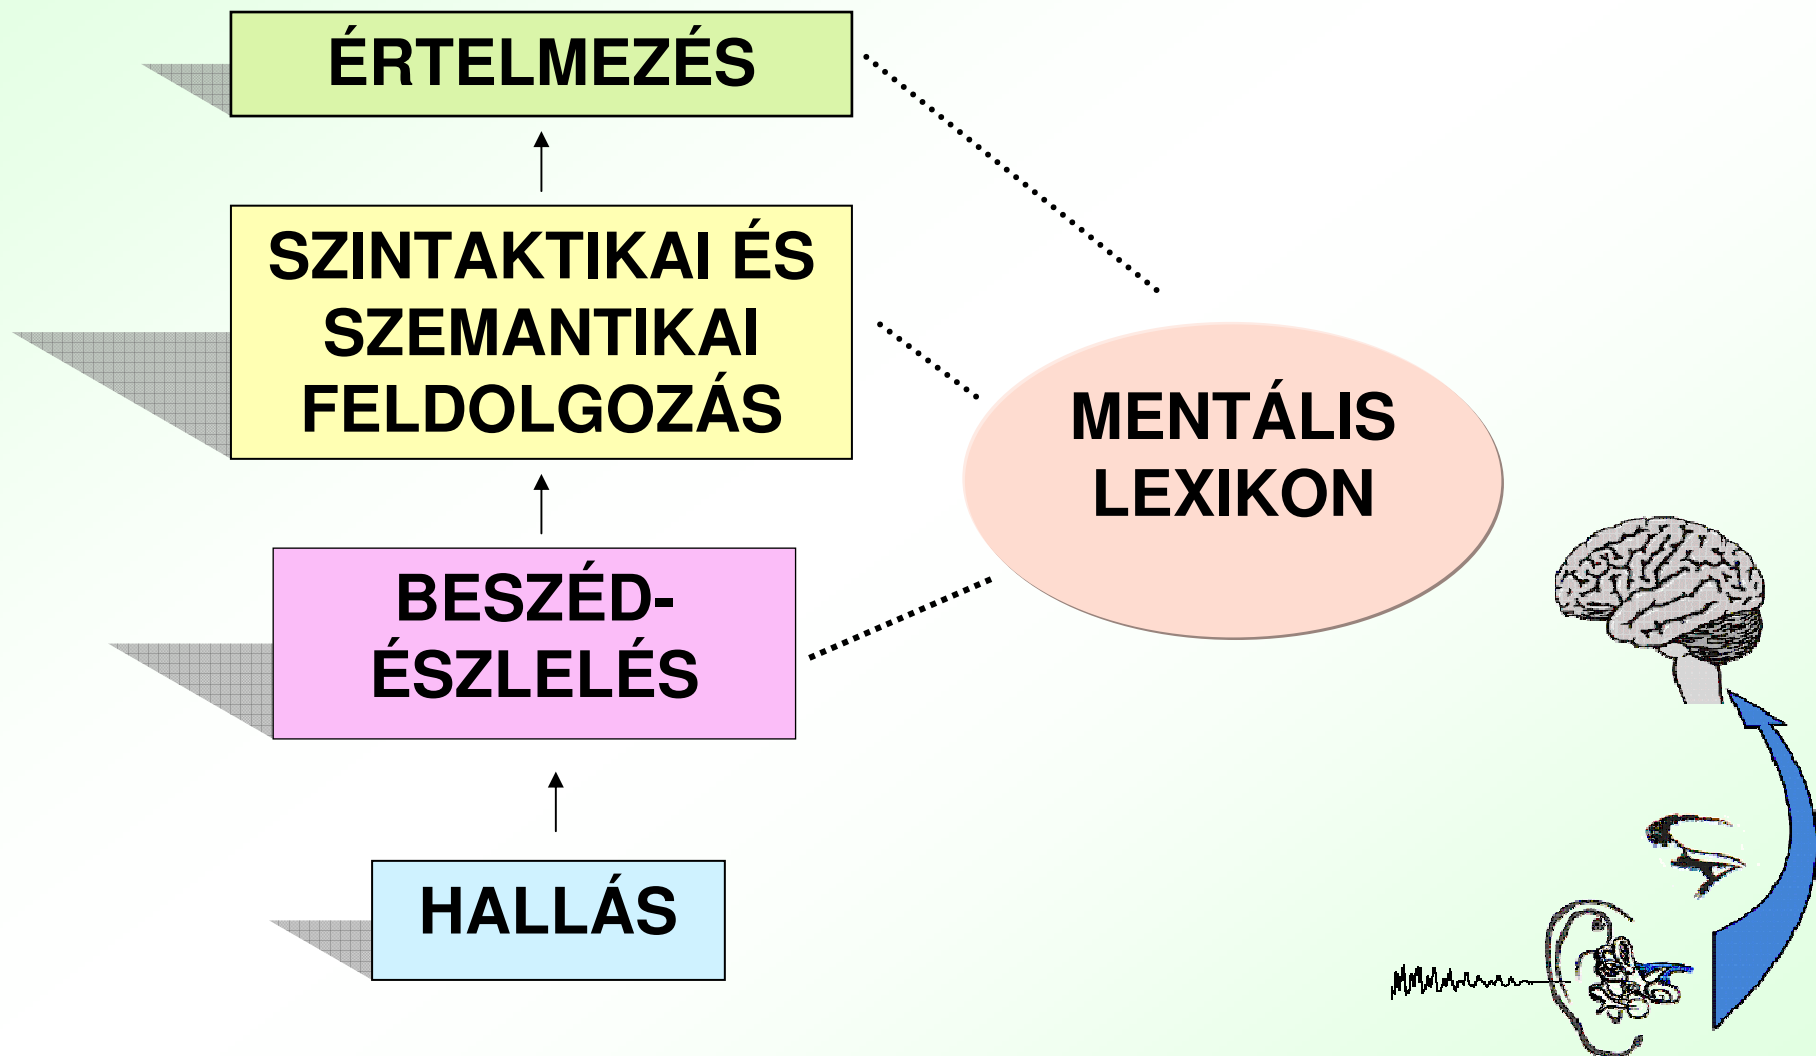 ÉRTELMEZÉS
SZINTAKTIKAI ÉS
SZEMANTIKAI
FELDOLGOZÁS
MENTÁLIS
LEXIKON
BESZÉD-
ÉSZLELÉS
HALLÁS